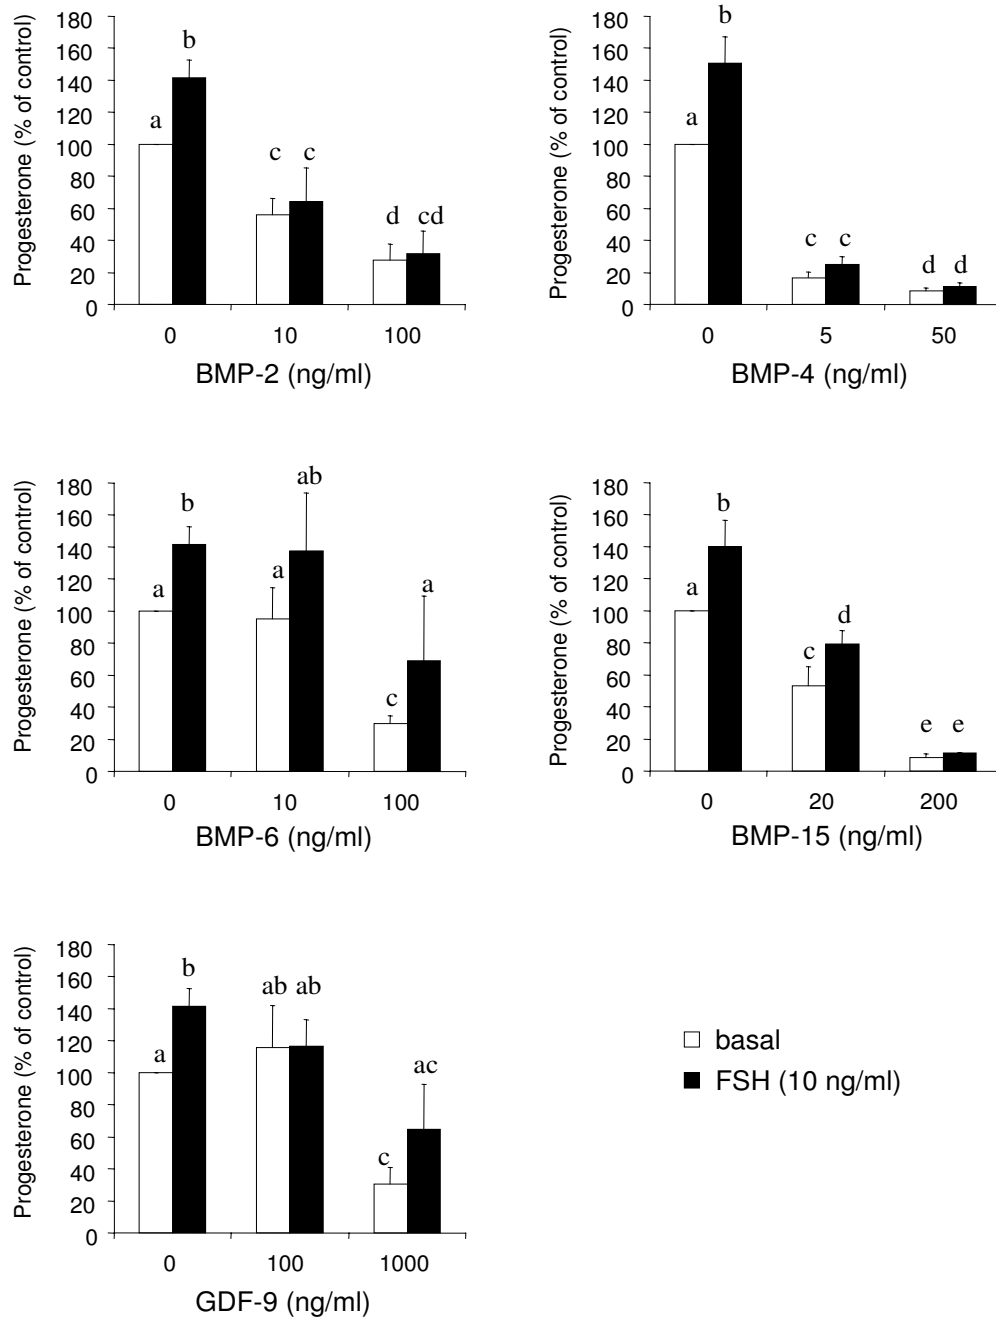 Progesterone (% of control)
180
160
140
120
100
80
60
40
20
0
a
b
c
c
d
cd
0
10
100
BMP-2 (ng/ml)
Progesterone (% of control)
180
160
140
120
100
80
60
40
20
0
a
b
c
c
d
d
0
5
50
BMP-4 (ng/ml)
Progesterone (% of control)
180
160
140
120
100
80
60
40
20
0
a
b
a
ab
c
a
0
10
100
BMP-6 (ng/ml)
Progesterone (% of control)
180
160
140
120
100
80
60
40
20
0
a
b
c
d
e
e
0
20
200
BMP-15 (ng/ml)
Progesterone (% of control)
180
160
140
120
100
80
60
40
20
0
a
b
ab
ab
c
ac
0
100
1000
GDF-9 (ng/ml)
basal
FSH (10 ng/ml)